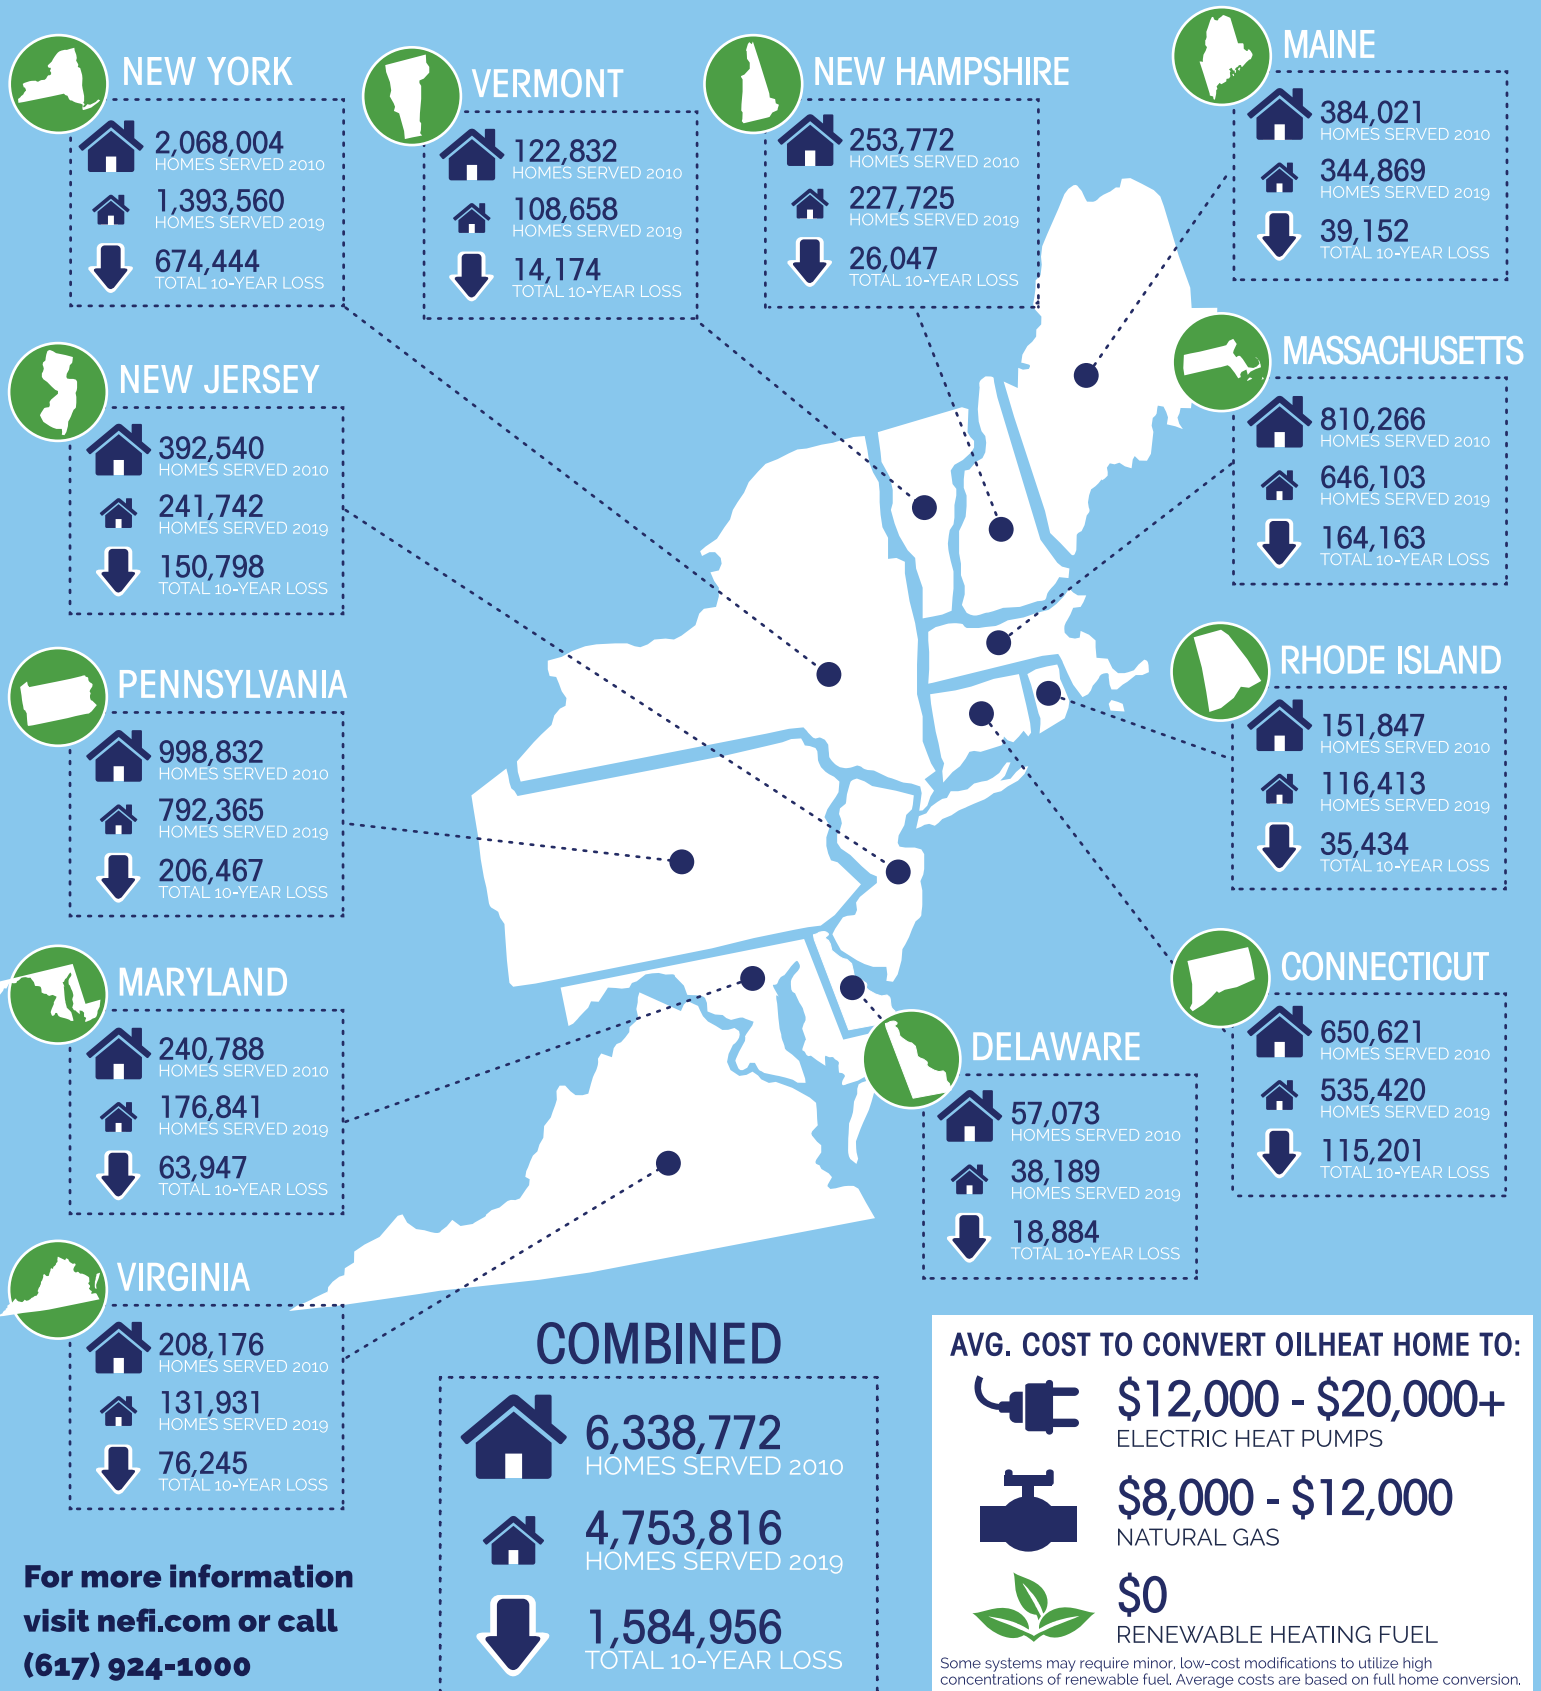 NEW YORK
2,068,004
HOMES SERVED 2010
1,393,560
HOMES SERVED 2019
674,444
TOTAL 10-YEAR LOSS
VERMONT
122,832
HOMES SERVED 2010
108,658
HOMES SERVED 2019
14,174
TOTAL 10-YEAR LOSS
NEW HAMPSHIRE
253,772
HOMES SERVED 2010
227,725
HOMES SERVED 2019
26,047
TOTAL 10-YEAR LOSS
MAINE
384,021
HOMES SERVED 2010
344,869
HOMES SERVED 2019
39,152
TOTAL 10-YEAR LOSS
NEW JERSEY
392,540
HOMES SERVED 2010
241,742
HOMES SERVED 2019
150,798
TOTAL 10-YEAR LOSS
MASSACHUSETTS
810,266
HOMES SERVED 2010
646,103
HOMES SERVED 2019
164,163
TOTAL 10-YEAR LOSS
PENNSYLVANIA
998,832
HOMES SERVED 2010
792,365
HOMES SERVED 2019
206,467
TOTAL 10-YEAR LOSS
RHODE ISLAND
151,847
HOMES SERVED 2010
116,413
HOMES SERVED 2019
35,434
TOTAL 10-YEAR LOSS
MARYLAND
240,788
HOMES SERVED 2010
176,841
HOMES SERVED 2019
63,947
TOTAL 10-YEAR LOSS
CONNECTICUT
650,621
HOMES SERVED 2010
535,420
HOMES SERVED 2019
115,201
TOTAL 10-YEAR LOSS
DELAWARE
57,073
HOMES SERVED 2010
38,189
HOMES SERVED 2019
18,884
TOTAL 10-YEAR LOSS
VIRGINIA
208,176
HOMES SERVED 2010
131,931
HOMES SERVED 2019
76,245
TOTAL 10-YEAR LOSS
COMBINED
6,338,772
HOMES SERVED 2010
4,753,816
HOMES SERVED 2019
1,584,956
TOTAL 10-YEAR LOSS
AVG. COST TO CONVERT OILHEAT HOME TO:
$12,000 - $20,000+
ELECTRIC HEAT PUMPS
$8,000 - $12,000
NATURAL GAS
$0
RENEWABLE HEATING FUEL
Some systems may require minor, low-cost modifications to utilize high
concentrations of renewable fuel. Average costs are based on full home conversion.
For more information
visit nefi.com or call
(617) 924-1000